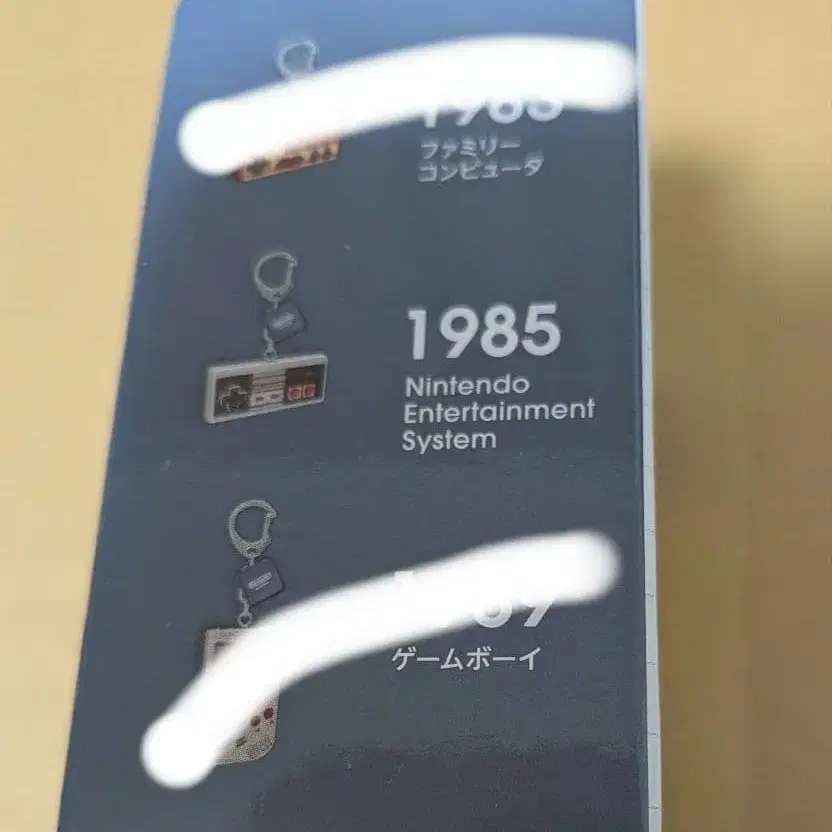 ファミリー
コンピュータ
1985
Nintendo
Entertainment
System
ゲームボーイ